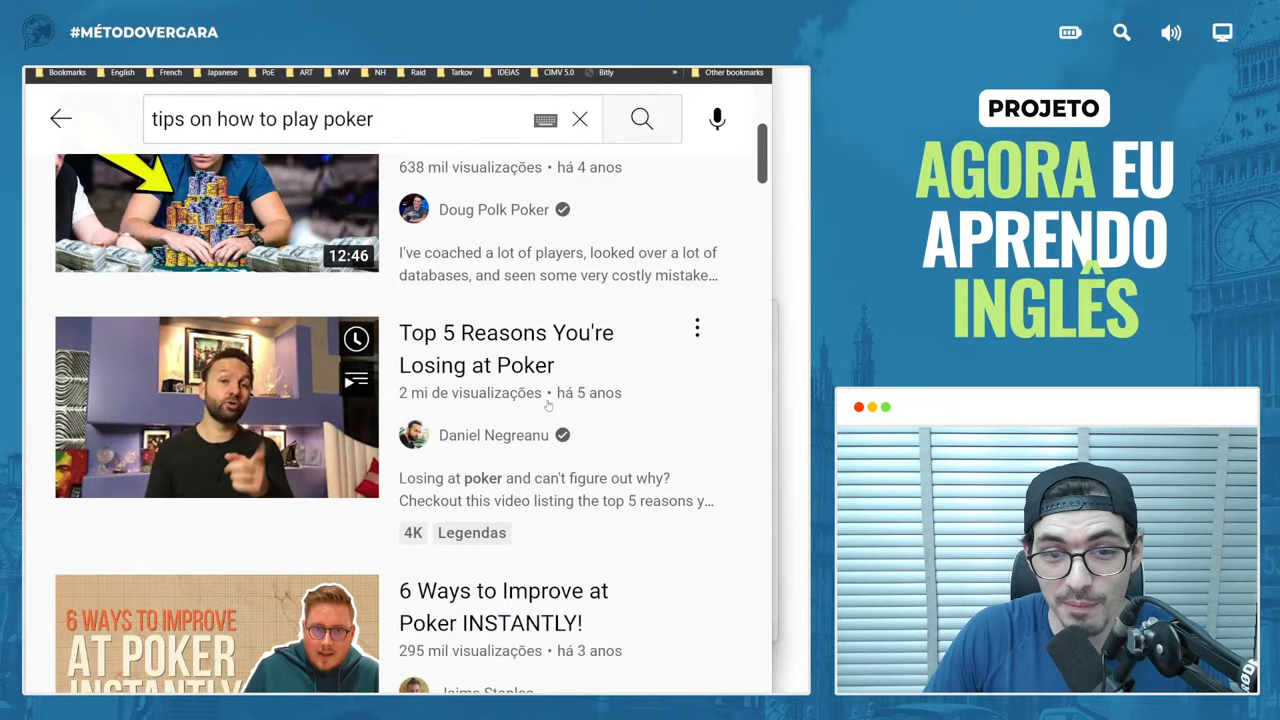 #MÉTODOVERGARA
Bookmarks English French Japanese PoE ART MV NH Raid Tarkov IDEIAS CIMV 5.0 Bitly » Other bookmarks
tips on how to play poker
638 mil visualizações • há 4 anos
Doug Polk Poker
I've coached a lot of players, looked over a lot of
databases, and seen some very costly mistake...
12:46
Top 5 Reasons You're
Losing at Poker
2 mi de visualizações • há 5 anos
Daniel Negreanu
Losing at poker and can't figure out why?
Checkout this video listing the top 5 reasons y...
4K Legendas
6 WAYS TO IMPROVE
AT POKER
INSTANTLY
6 Ways to Improve at
Poker INSTANTLY!
295 mil visualizações • há 3 anos
Jaime Staples
PROJETO
AGORA EU
APRENDO
INGLÊS